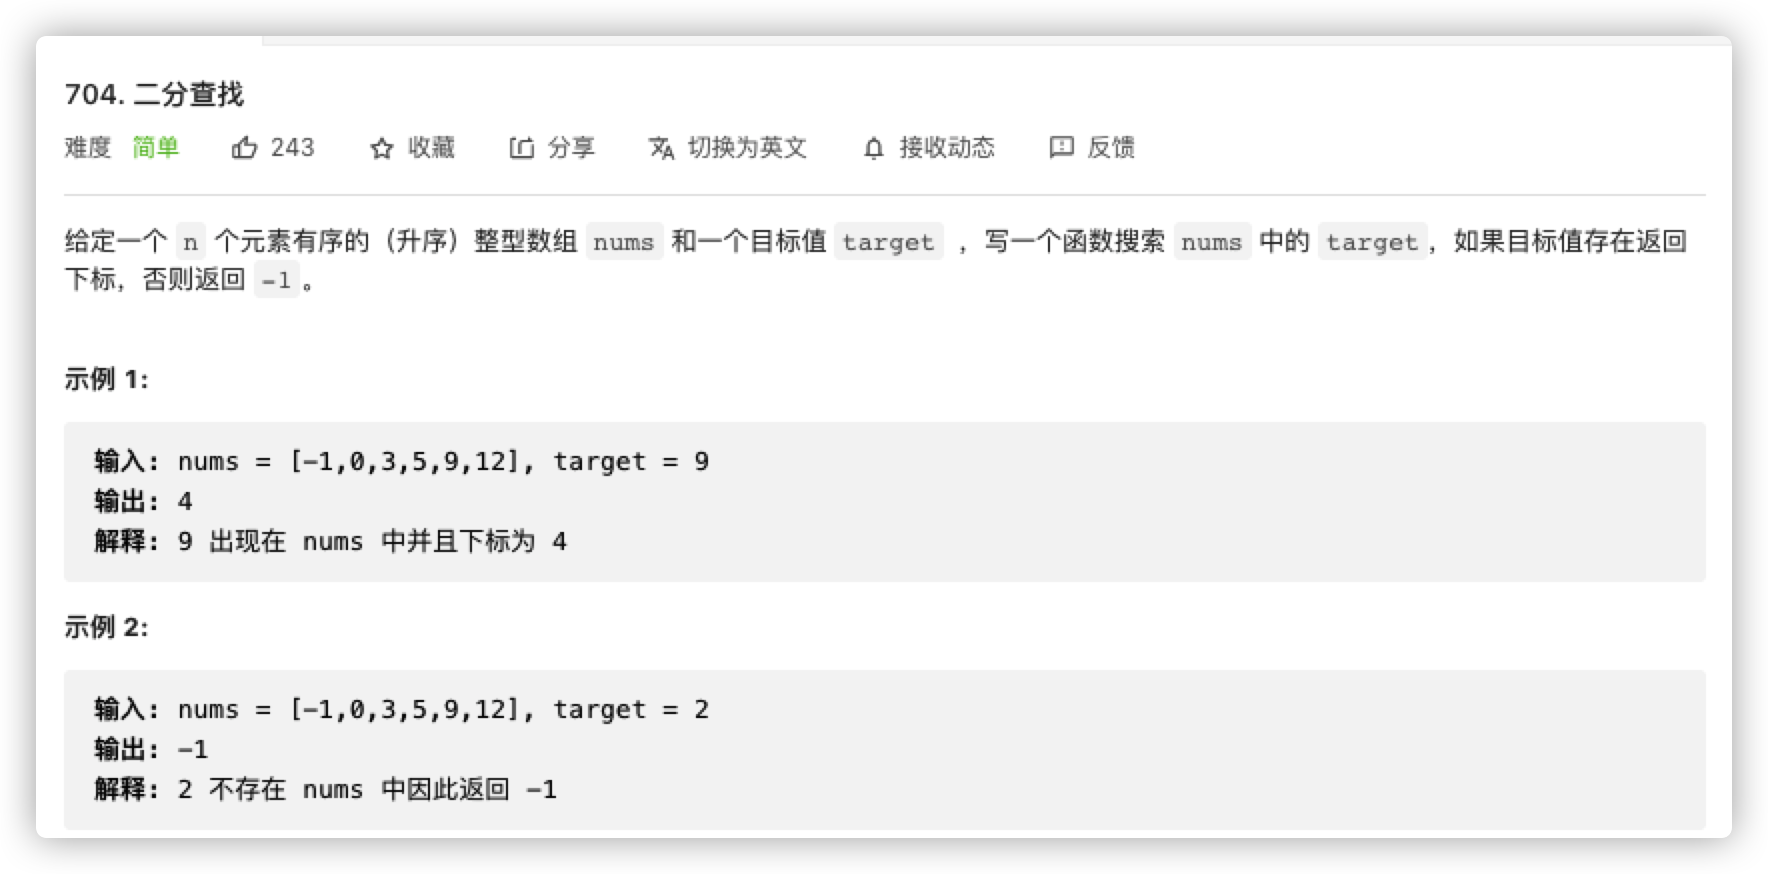 704. 二分查找
难度 简单 243 收藏 分享 切换为英文 接收动态 反馈
给定一个 n 个元素有序的（升序）整型数组 nums 和一个目标值 target ，写一个函数搜索 nums 中的 target，如果目标值存在返回
下标，否则返回 -1。
示例 1:
输入: nums = [-1,0,3,5,9,12], target = 9
输出: 4
解释: 9 出现在 nums 中并且下标为 4
示例 2:
输入: nums = [-1,0,3,5,9,12], target = 2
输出: -1
解释: 2 不存在 nums 中因此返回 -1